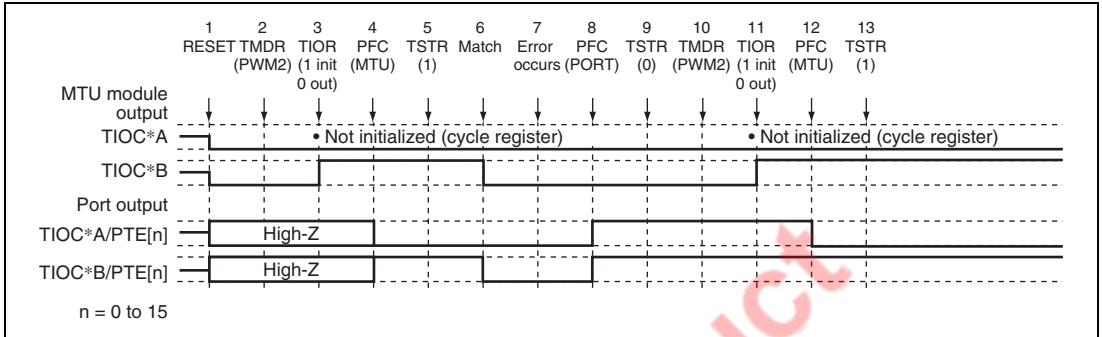 1 2 3 4 5 6 7 8 9 10 11 12 13
RESET TMDR TIOR PFC TSTR Match Error PFC TSTR TMDR TIOR PFC TSTR
(PWM2) (1 init (MTU) (1) occurs (PORT) (0) (PWM2) (1 init (MTU) (1)
0 out) 0 out)
MTU module
output
TIOC*A • Not initialized (cycle register) • Not initialized (cycle register)
TIOC*B
Port output
TIOC*A/PTE[n] High-Z
TIOC*B/PTE[n] High-Z
n = 0 to 15
uct